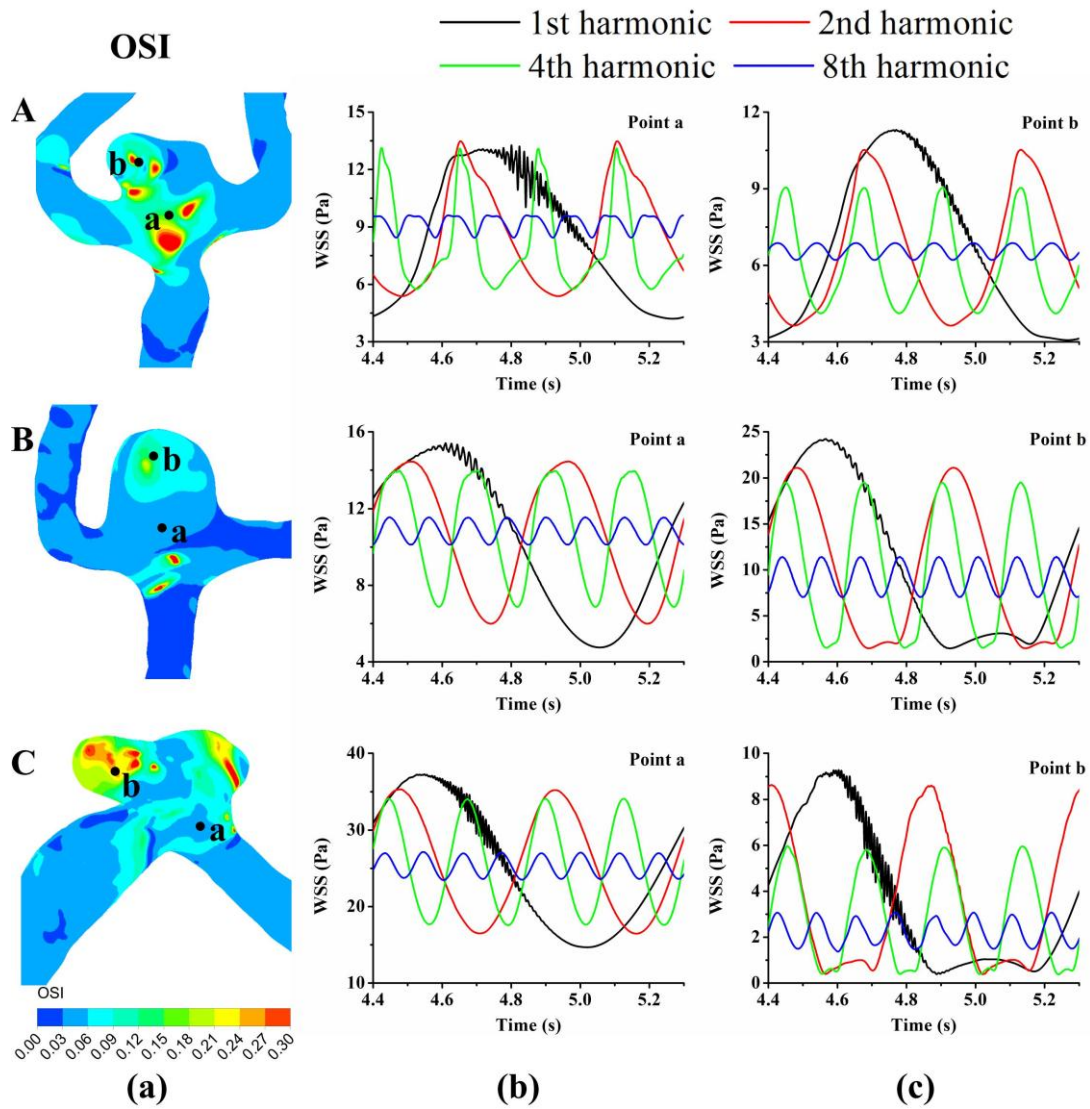 OSI
1st harmonic 2nd harmonic
4th harmonic 8th harmonic
A
b
a
15
12
9
6
3
WSS (Pa)
Point a
4.4 4.6 4.8 5.0 5.2
Time (s)
12
9
6
3
WSS (Pa)
Point b
4.4 4.6 4.8 5.0 5.2
Time (s)
B
b
a
16
12
8
4
WSS (Pa)
Point a
4.4 4.6 4.8 5.0 5.2
Time (s)
25
20
15
10
5
0
WSS (Pa)
Point b
4.4 4.6 4.8 5.0 5.2
Time (s)
C
b
a
OSI
0.00 0.03 0.06 0.09 0.12 0.15 0.18 0.21 0.24 0.27 0.30
40
30
20
10
WSS (Pa)
Point a
4.4 4.6 4.8 5.0 5.2
Time (s)
10
8
6
4
2
0
WSS (Pa)
Point b
4.4 4.6 4.8 5.0 5.2
Time (s)
(a) (b) (c)